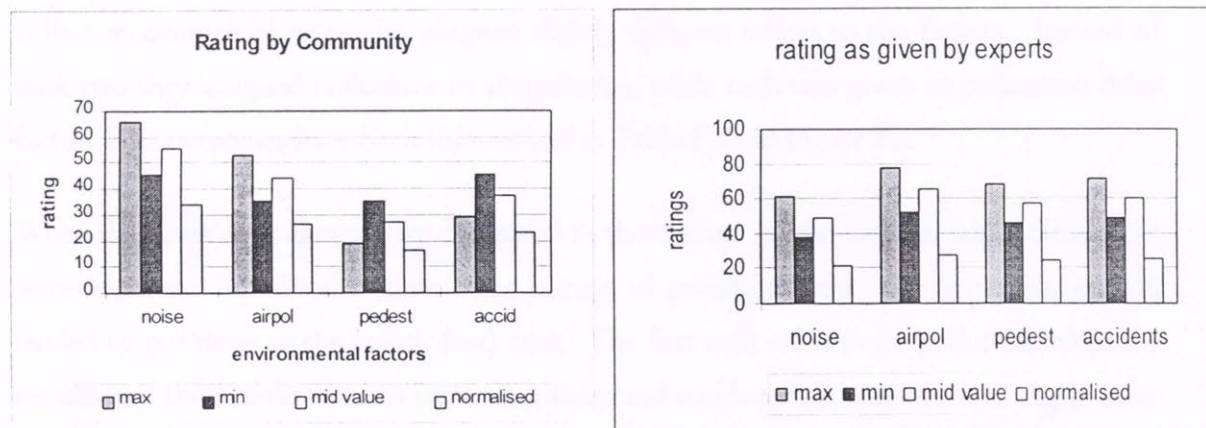 Rating by Community
70
60
50
40
30
20
10
0
rating
noise airpol pedest accid
environmental factors
max min mid value normalised
rating as given by experts
100
80
60
40
20
0
ratings
noise airpol pedest accidents
max min mid value normalised